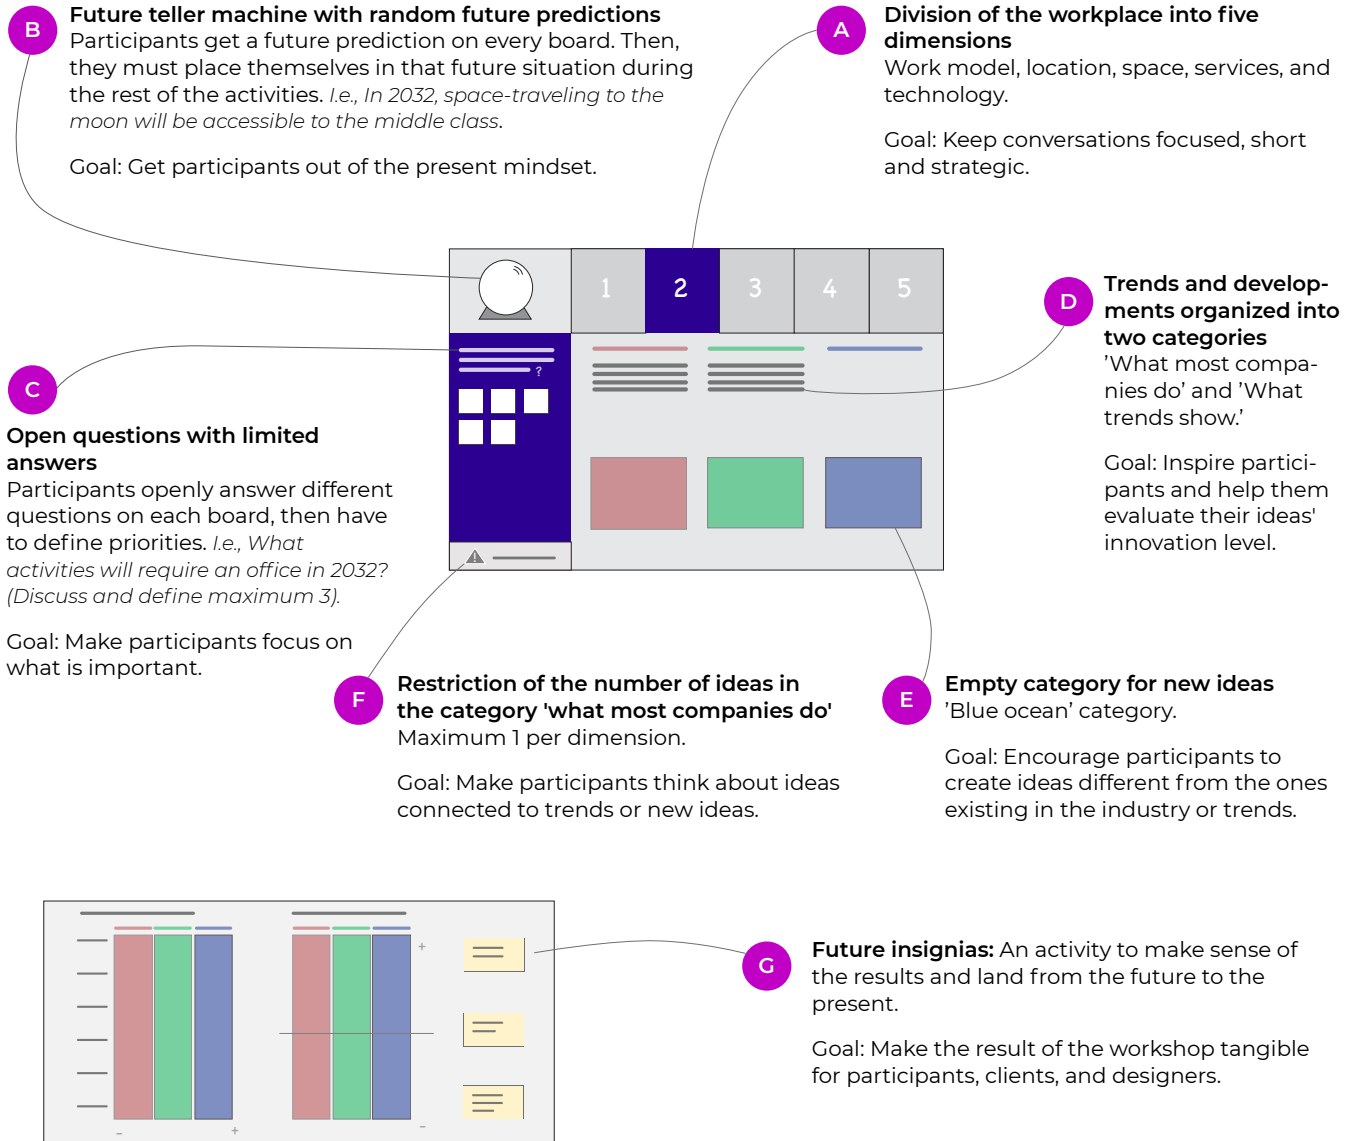 B
Future teller machine with random future predictions
Participants get a future prediction on every board. Then,
they must place themselves in that future situation during
the rest of the activities. I.e., In 2032, space-traveling to the
moon will be accessible to the middle class.
Goal: Get participants out of the present mindset.
A
Division of the workplace into five
dimensions
Work model, location, space, services, and
technology.
Goal: Keep conversations focused, short
and strategic.
1
2
3
4
5
?
D
Trends and develop-
ments organized into
two categories
’What most compa-
nies do’ and ’What
trends show.’
Goal: Inspire partici-
pants and help them
evaluate their ideas'
innovation level.
C
Open questions with limited
answers
Participants openly answer different
questions on each board, then have
to define priorities. I.e., What
activities will require an office in 2032?
(Discuss and define maximum 3).
Goal: Make participants focus on
what is important.
F
Restriction of the number of ideas in
the category 'what most companies do'
Maximum 1 per dimension.
Goal: Make participants think about ideas
connected to trends or new ideas.
E
Empty category for new ideas
’Blue ocean’ category.
Goal: Encourage participants to
create ideas different from the ones
existing in the industry or trends.
+
-
- +
G
Future insignias: An activity to make sense of
the results and land from the future to the
present.
Goal: Make the result of the workshop tangible
for participants, clients, and designers.